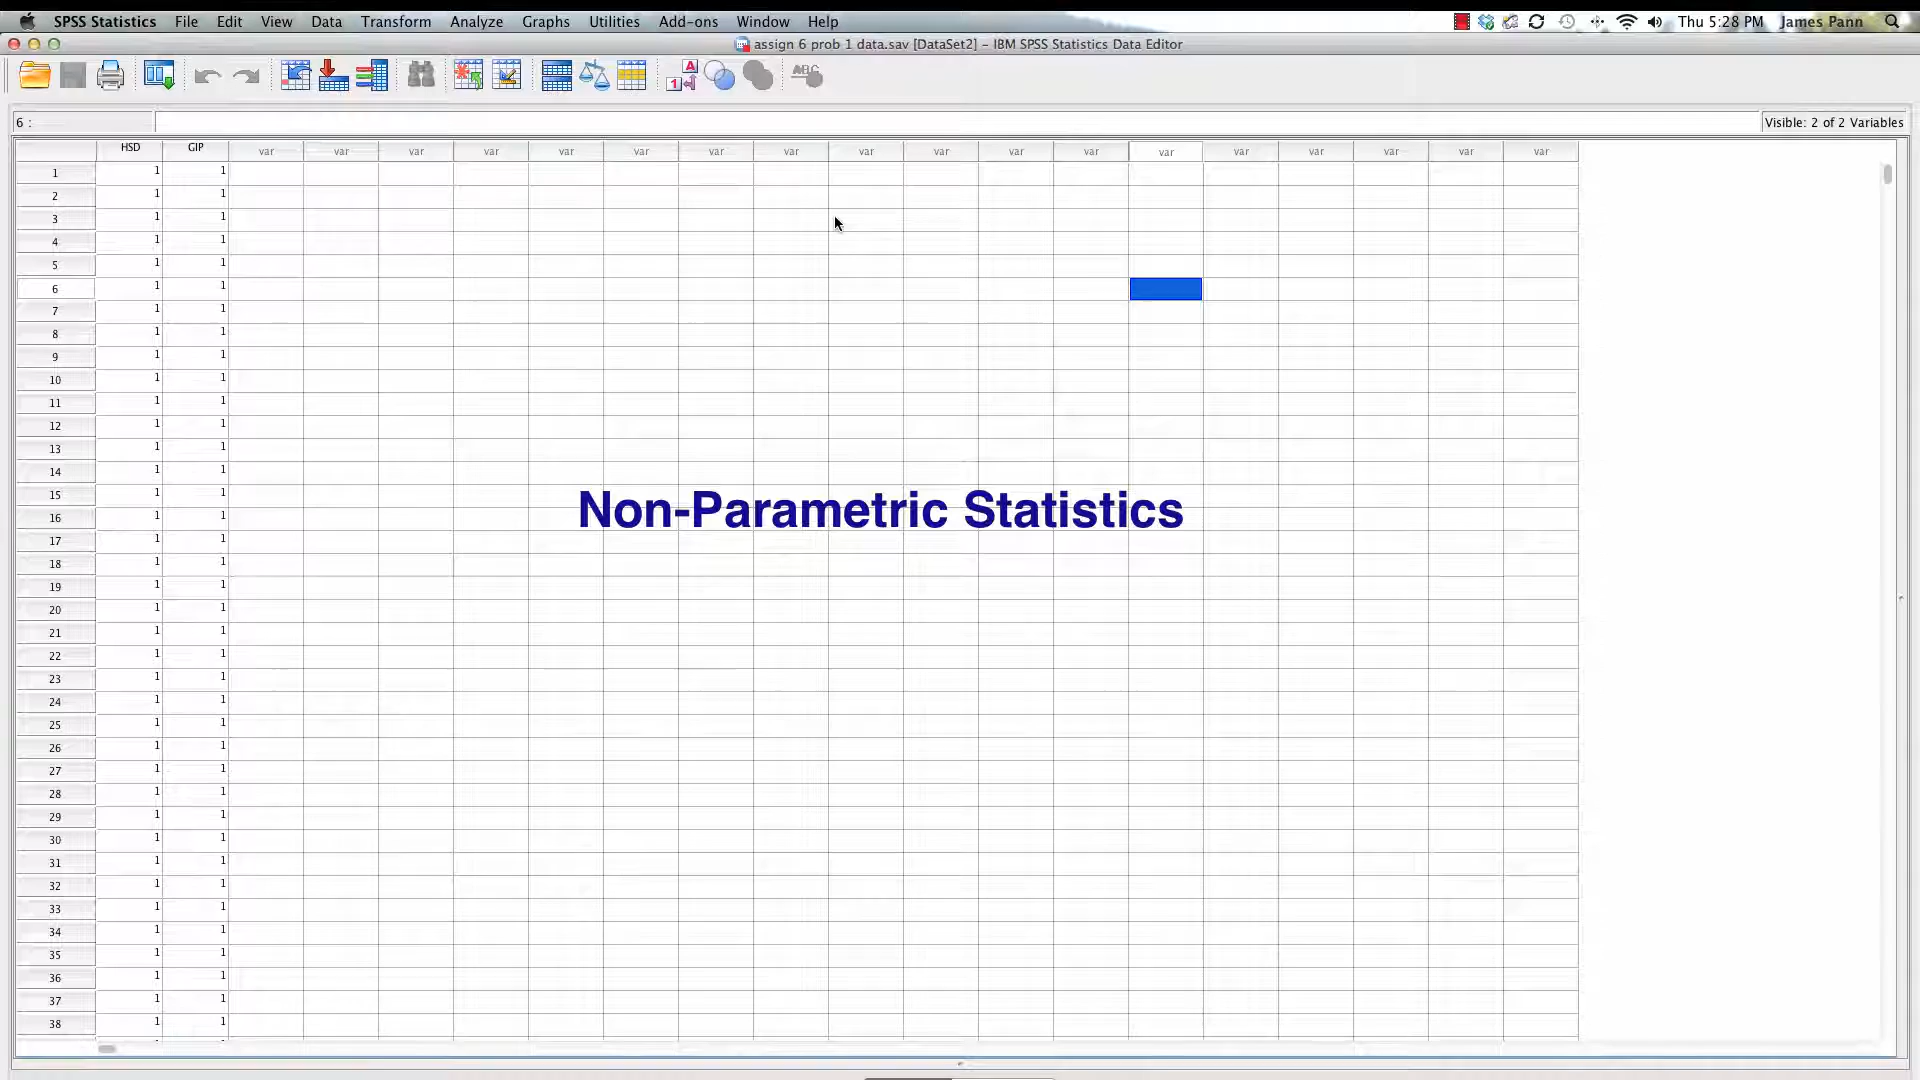 SPSS Statistics File Edit View Data Transform Analyze Graphs Utilities Add-ons Window Help Thu 5:28 PM James Pann
assign 6 prob 1 data.sav [DataSet2] – IBM SPSS Statistics Data Editor
A
1
ABC
6 :
Visible: 2 of 2 Variables
HSD GIP var var var var var var var var var var var var var var var var var var
1 1 1
2 1 1
3 1 1
4 1 1
5 1 1
6 1 1
7 1 1
8 1 1
9 1 1
10 1 1
11 1 1
12 1 1
13 1 1
14 1 1
15 1 1
Non-Parametric Statistics
16 1 1
17 1 1
18 1 1
19 1 1
20 1 1
21 1 1
22 1 1
23 1 1
24 1 1
25 1 1
26 1 1
27 1 1
28 1 1
29 1 1
30 1 1
31 1 1
32 1 1
33 1 1
34 1 1
35 1 1
36 1 1
37 1 1
38 1 1